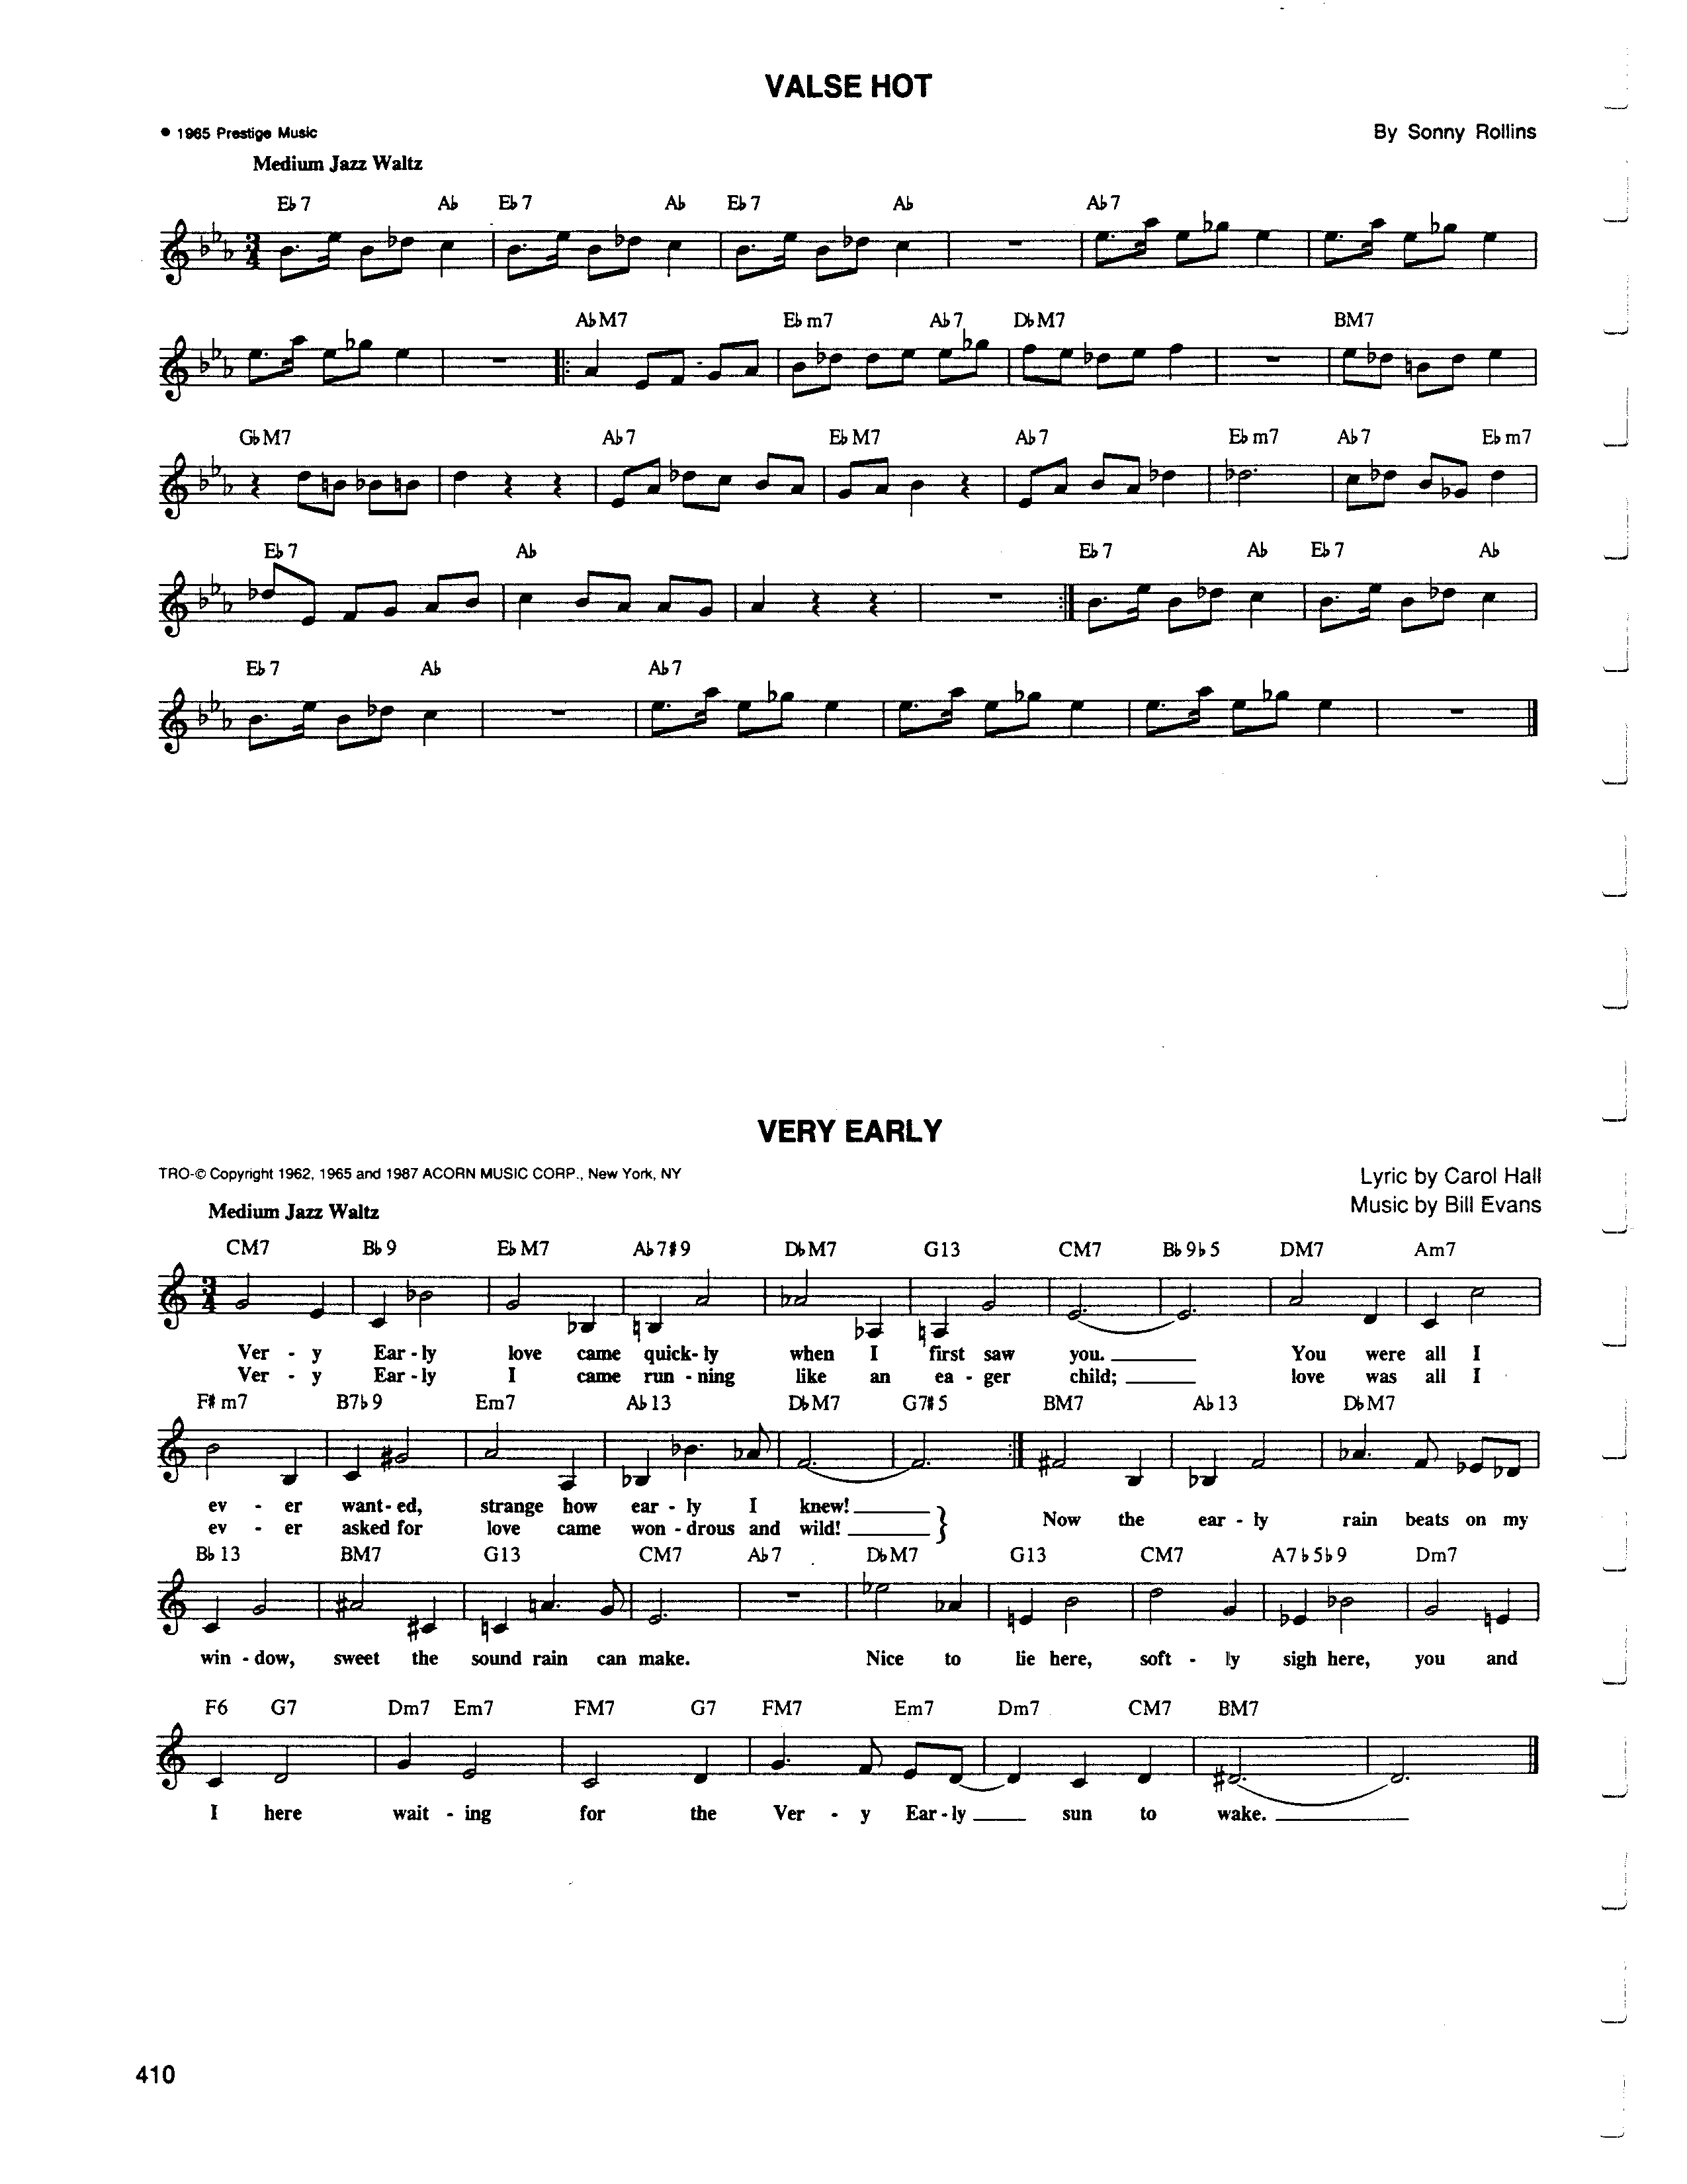 VALSE HOT
● 1965 Prestige Music
By Sonny Rollins
Medium Jazz Waltz
E♭7 A♭ E♭7 A♭ E♭7 A♭ A♭7
3/4
A♭M7 E♭m7 A♭7 D♭M7 BM7
G♭M7 A♭7 E♭M7 A♭7 E♭m7 A♭7 E♭m7
E♭7 A♭ E♭7 A♭ E♭7 A♭
E♭7 A♭ A♭7
VERY EARLY
TRO-© Copyright 1962, 1965 and 1987 ACORN MUSIC CORP., New York, NY
Lyric by Carol Hall
Music by Bill Evans
Medium Jazz Waltz
CM7 B♭9 E♭M7 A♭7♯9 D♭M7 G13 CM7 B♭9♭5 DM7 Am7
3/4
Ver - y Ear - ly love came quick- ly when I first saw you. You were all I
Ver - y Ear - ly I came run - ning like an ea - ger child; love was all I
F♯m7 B7♭9 Em7 A♭13 D♭M7 G7♯5 BM7 A♭13 D♭M7
ev - er want- ed, strange how ear - ly I knew!
ev - er asked for love came won - drous and wild! } Now the ear - ly rain beats on my
B♭13 BM7 G13 CM7 A♭7 D♭M7 G13 CM7 A7♭5♭9 Dm7
win - dow, sweet the sound rain can make. Nice to lie here, soft - ly sigh here, you and
F6 G7 Dm7 Em7 FM7 G7 FM7 Em7 Dm7 CM7 BM7
I here wait - ing for the Ver - y Ear - ly sun to wake.
410